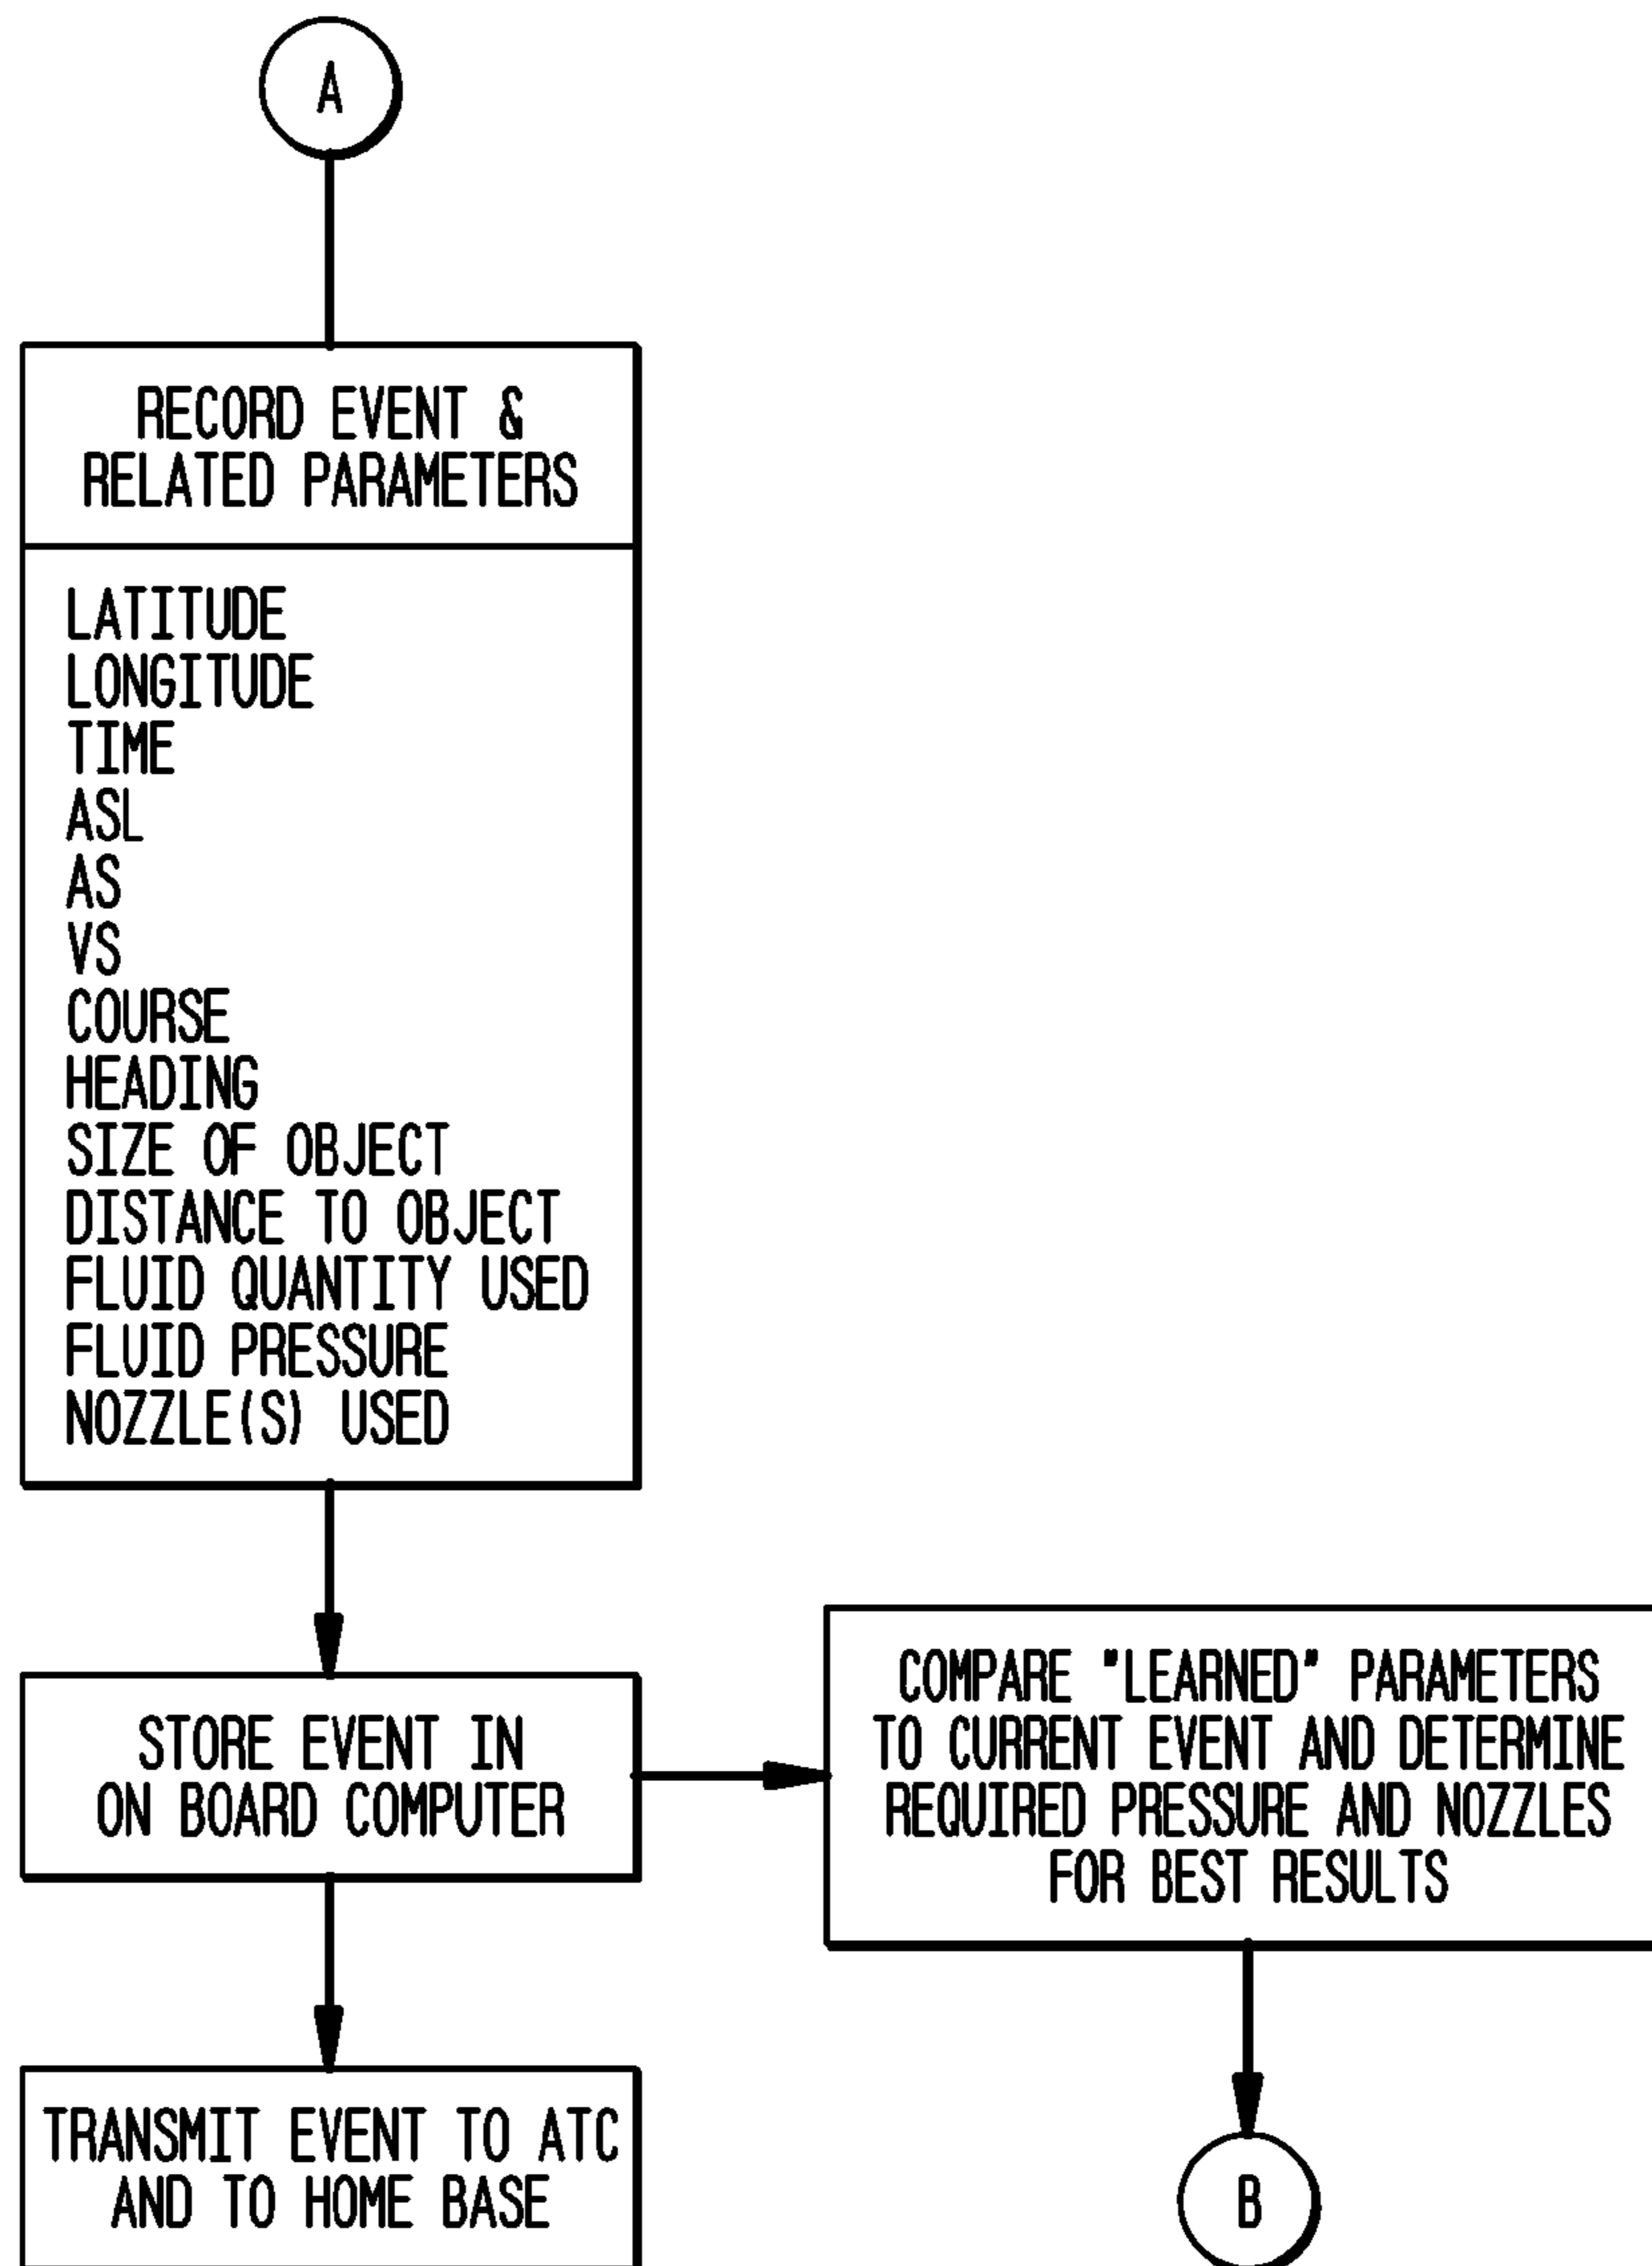 A
RECORD EVENT &
RELATED PARAMETERS
LATITUDE
LONGITUDE
TIME
ASL
AS
VS
COURSE
HEADING
SIZE OF OBJECT
DISTANCE TO OBJECT
FLUID QUANTITY USED
FLUID PRESSURE
NOZZLE(S) USED
STORE EVENT IN
ON BOARD COMPUTER
COMPARE "LEARNED" PARAMETERS
TO CURRENT EVENT AND DETERMINE
REQUIRED PRESSURE AND NOZZLES
FOR BEST RESULTS
TRANSMIT EVENT TO ATC
AND TO HOME BASE
B